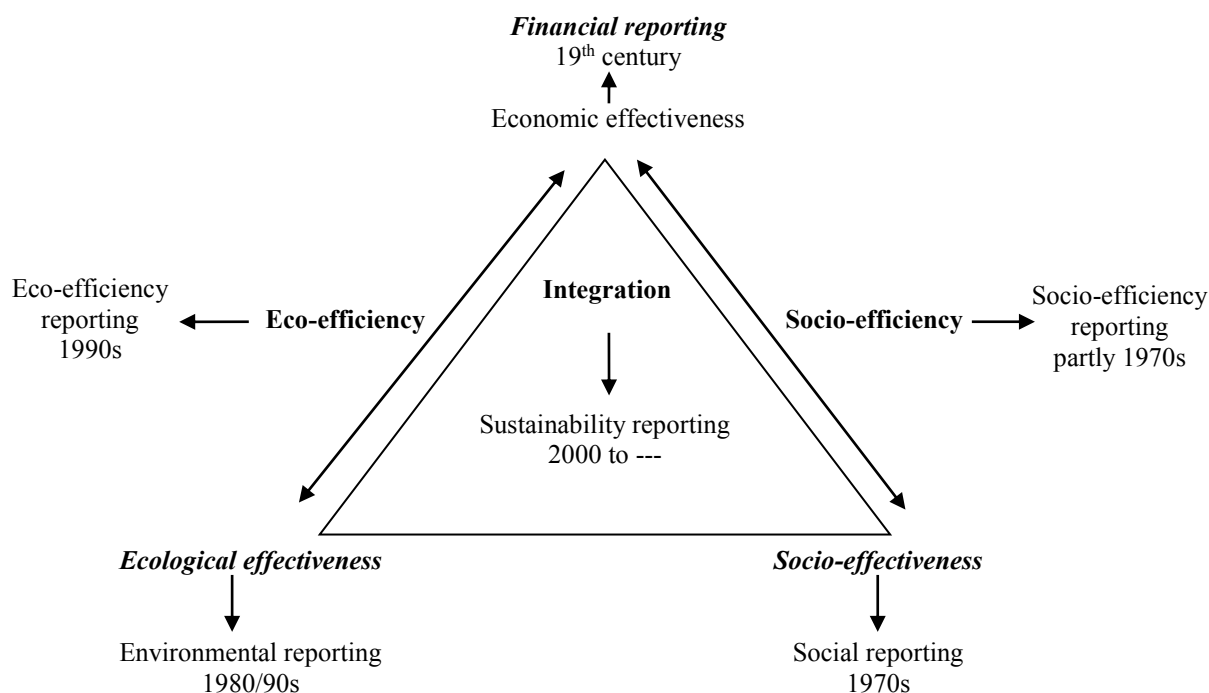 Financial reporting
19th century
Economic effectiveness
Eco-efficiency
reporting
1990s
Eco-efficiency
Integration
Sustainability reporting
2000 to ---
Socio-efficiency
Socio-efficiency
reporting
partly 1970s
Ecological effectiveness
Environmental reporting
1980/90s
Socio-effectiveness
Social reporting
1970s